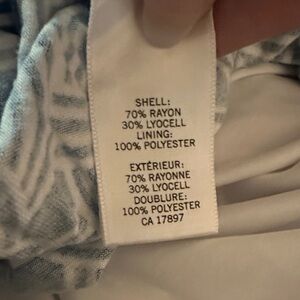 SHELL:
70% RAYON
30% LYOCELL
LINING:
100% POLYESTER
EXTÉRIEUR:
70% RAYONNE
30% LYOCELL
DOUBLURE:
100% POLYESTER
CA 17897